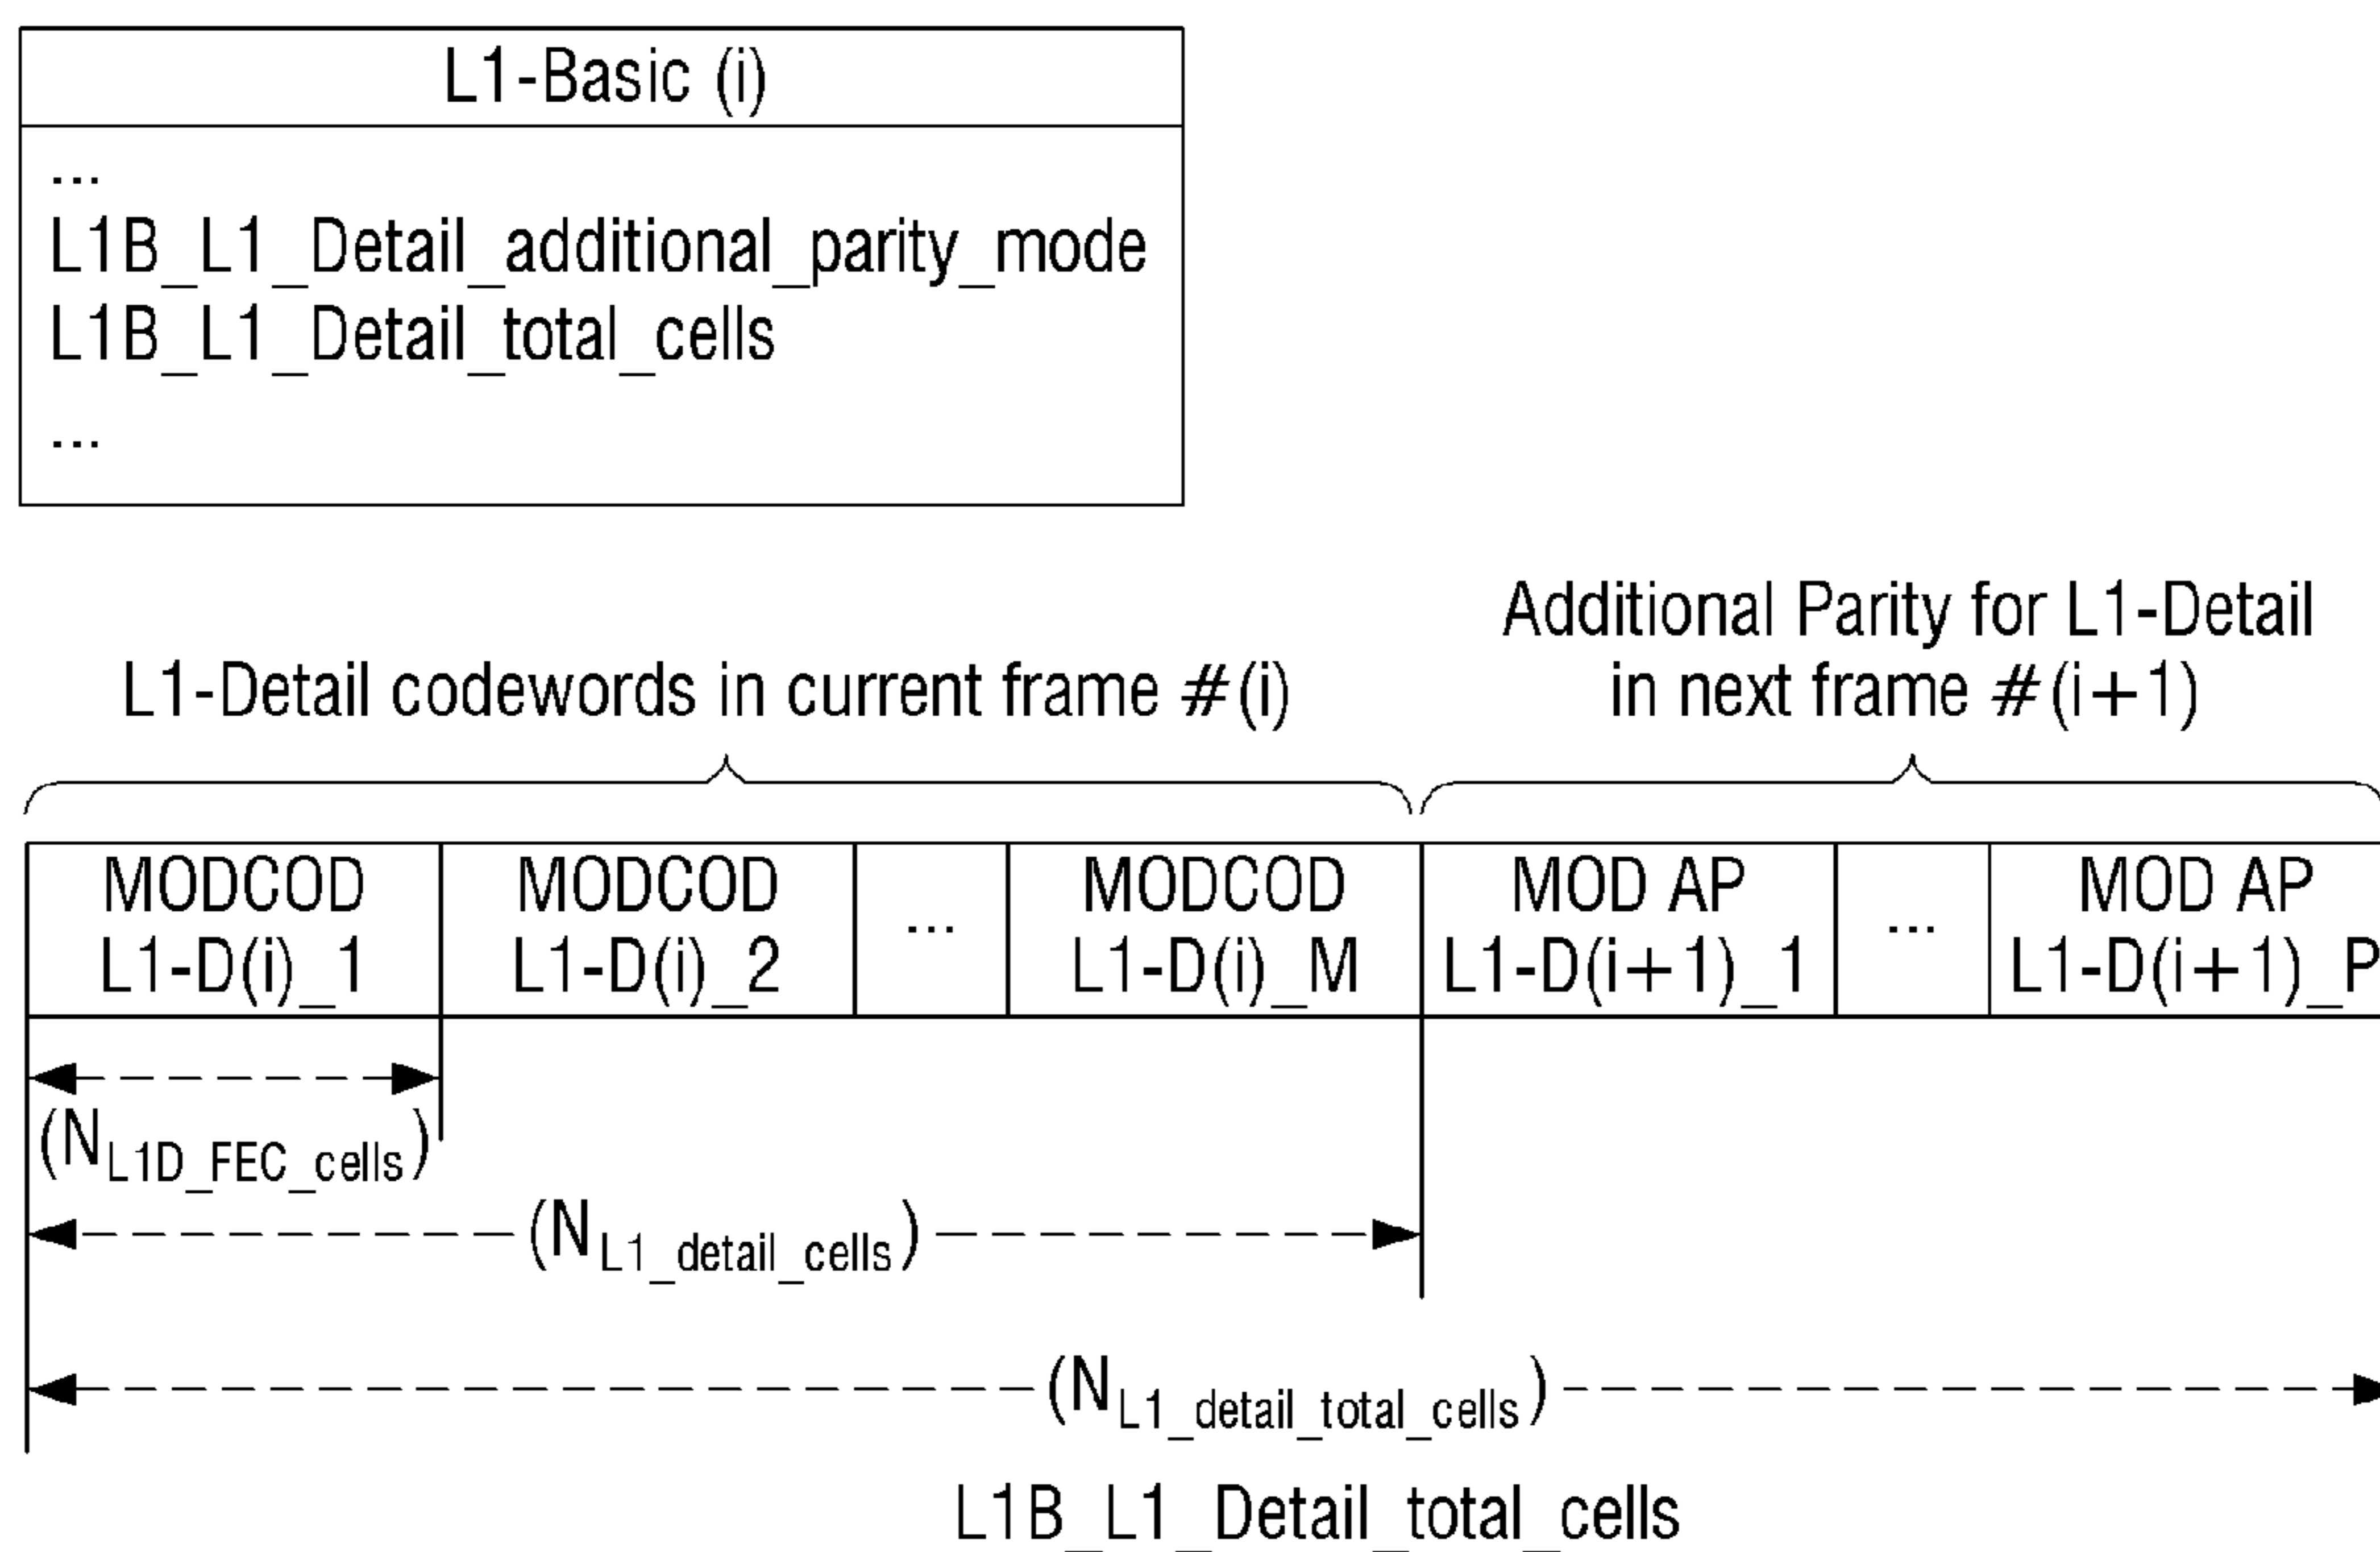 L1-Basic (i)
...
L1B_L1_Detail_additional_parity_mode
L1B_L1_Detail_total_cells
...
Additional Parity for L1-Detail
in next frame #(i+1)
L1-Detail codewords in current frame #(i)
MODCOD
L1-D(i)_1
MODCOD
L1-D(i)_2
...
MODCOD
L1-D(i)_M
MOD AP
L1-D(i+1)_1
...
MOD AP
L1-D(i+1)_P
(NL1D_FEC_cells)
(NL1_detail_cells)
(NL1_detail_total_cells)
L1B_L1_Detail_total_cells